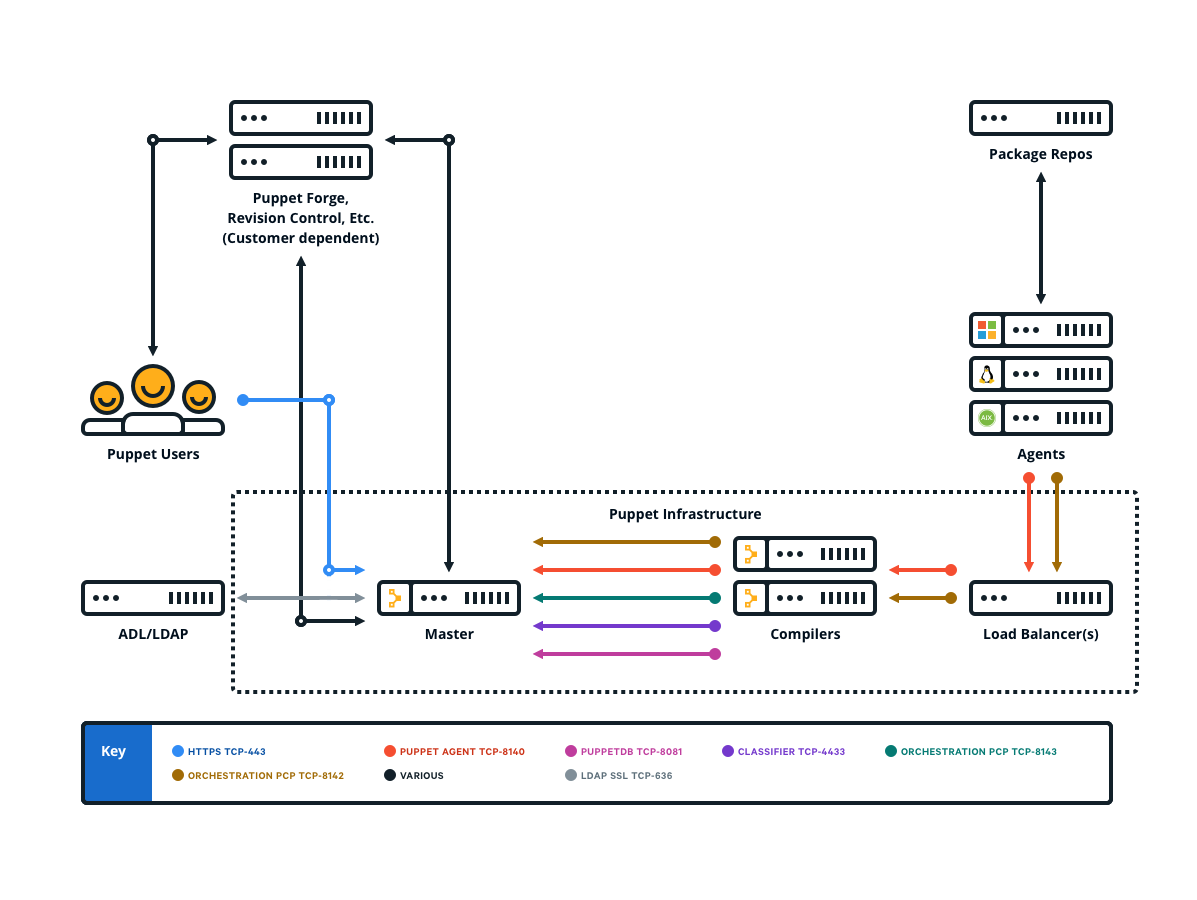 Puppet Forge,
Revision Control, Etc.
(Customer dependent)
Package Repos
AIX
Puppet Users
Agents
Puppet Infrastructure
ADL/LDAP
Master
Compilers
Load Balancer(s)
Key
HTTPS TCP-443
PUPPET AGENT TCP-8140
PUPPETDB TCP-8081
CLASSIFIER TCP-4433
ORCHESTRATION PCP TCP-8143
ORCHESTRATION PCP TCP-8142
VARIOUS
LDAP SSL TCP-636